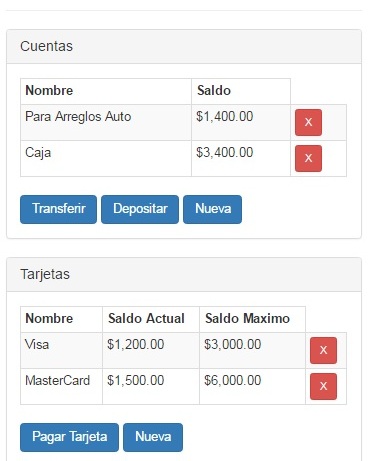 Cuentas
Nombre Saldo
Para Arreglos Auto $1,400.00 X
Caja $3,400.00 X
Transferir Depositar Nueva
Tarjetas
Nombre Saldo Actual Saldo Maximo
Visa $1,200.00 $3,000.00 X
MasterCard $1,500.00 $6,000.00 X
Pagar Tarjeta Nueva